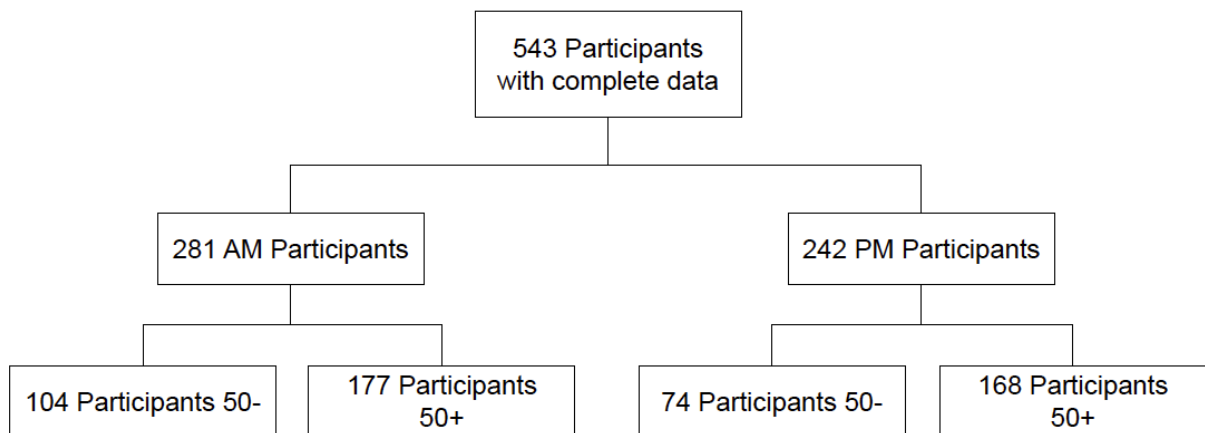 543 Participants
with complete data
281 AM Participants
242 PM Participants
104 Participants 50-
177 Participants
50+
74 Participants 50-
168 Participants
50+